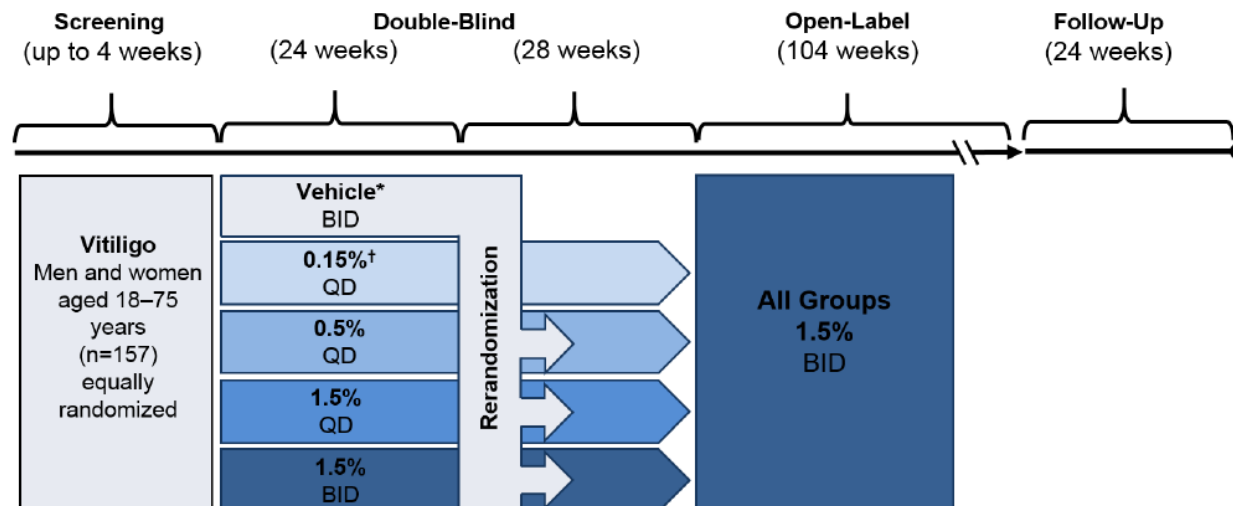 Screening
(up to 4 weeks)
Double-Blind
(24 weeks)
(28 weeks)
Open-Label
(104 weeks)
Follow-Up
(24 weeks)
Vitiligo
Men and women
aged 18–75
years
(n=157)
equally
randomized
Vehicle*
BID
0.15%†
QD
0.5%
QD
1.5%
QD
1.5%
BID
Rerandomization
All Groups
1.5%
BID